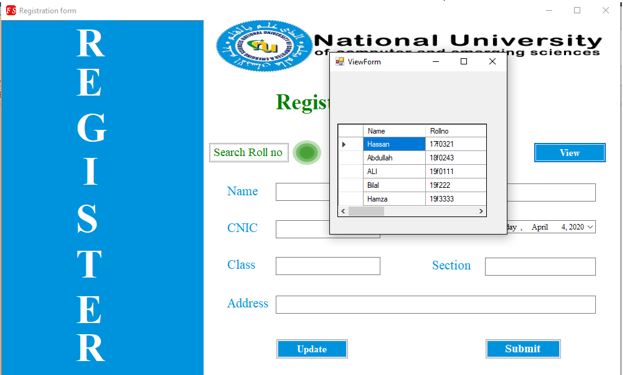 Registration form
R
E
G
I
S
T
E
R
National University
of computer and emerging sciences
Regist
ViewForm
Name Rollno
Hassan 17f0321
Abdullah 18f0243
ALI 19f0111
Bilal 19f222
Hamza 19f3333
Search Roll no
View
Name
CNIC
day , April 4, 2020
Class
Section
Address
Update
Submit